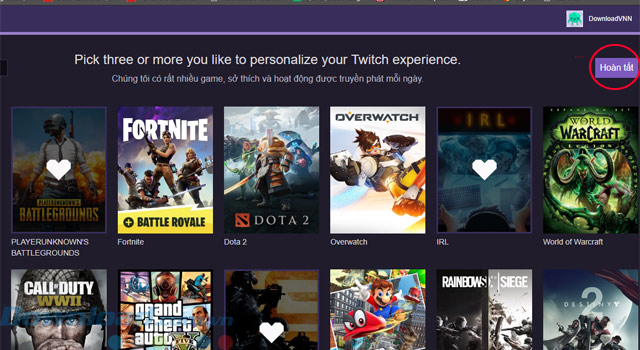 DownloadVNN
Pick three or more you like to personalize your Twitch experience.
Hoàn tất
Chúng tôi có rất nhiều game, sở thích và hoạt động được truyền phát mỗi ngày.
PLAYERUNKNOWN'S
BATTLEGROUNDS
FORTNITE
BATTLE ROYALE
DOTA 2
OVERWATCH
IRL
WORLD
OF
WARCRAFT
LEGION
PLAYERUNKNOWN'S
BATTLEGROUNDS
Fortnite
Dota 2
Overwatch
IRL
World of Warcraft
CALL OF DUTY
WWII
grand
theft
auto
V
RAINBOW SIX SIEGE
DESTINY
2